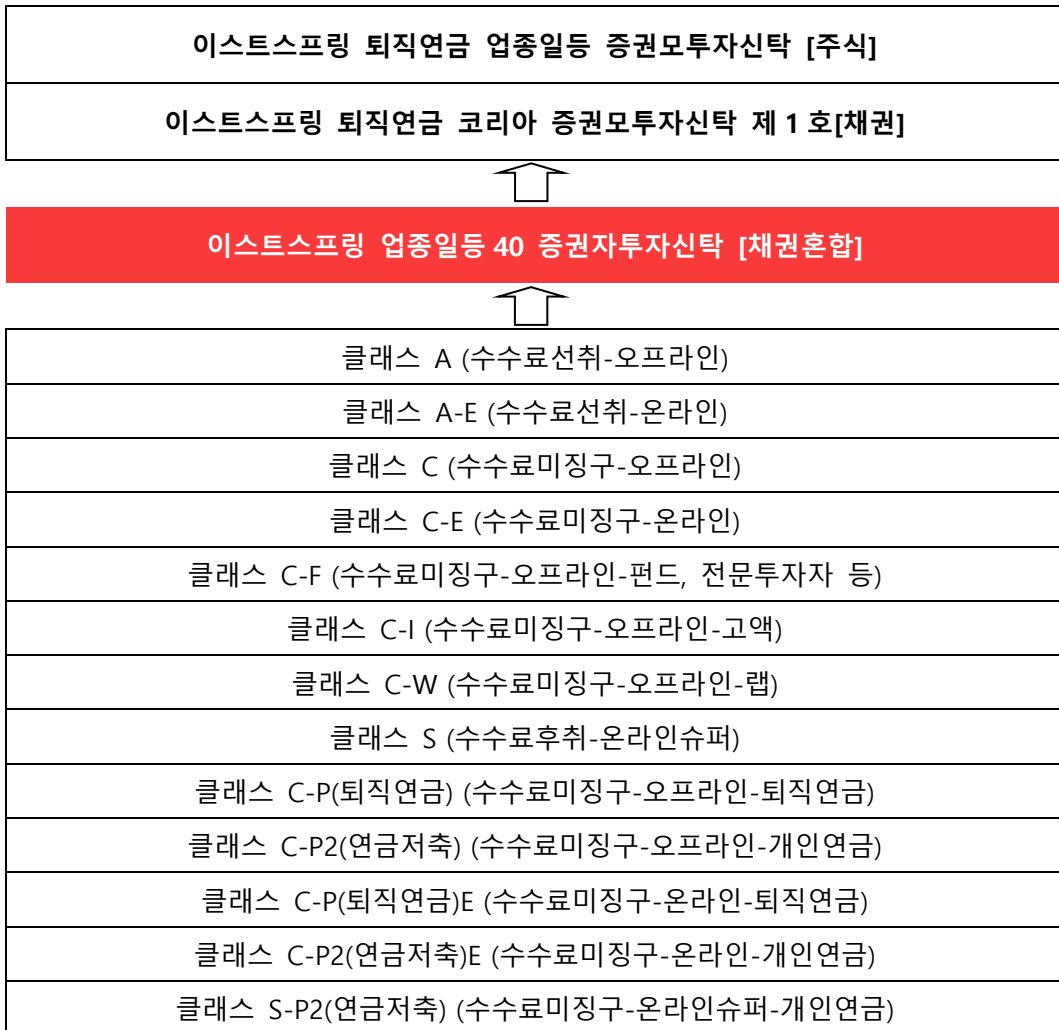 이스트스프링 퇴직연금 업종일등 증권모투자신탁 [주식]
이스트스프링 퇴직연금 코리아 증권모투자신탁 제 1 호[채권]
이스트스프링 업종일등 40 증권자투자신탁 [채권혼합]
클래스 A (수수료선취-오프라인)
클래스 A-E (수수료선취-온라인)
클래스 C (수수료미징구-오프라인)
클래스 C-E (수수료미징구-온라인)
클래스 C-F (수수료미징구-오프라인-펀드, 전문투자자 등)
클래스 C-I (수수료미징구-오프라인-고액)
클래스 C-W (수수료미징구-오프라인-랩)
클래스 S (수수료후취-온라인슈퍼)
클래스 C-P(퇴직연금) (수수료미징구-오프라인-퇴직연금)
클래스 C-P2(연금저축) (수수료미징구-오프라인-개인연금)
클래스 C-P(퇴직연금)E (수수료미징구-온라인-퇴직연금)
클래스 C-P2(연금저축)E (수수료미징구-온라인-개인연금)
클래스 S-P2(연금저축) (수수료미징구-온라인슈퍼-개인연금)